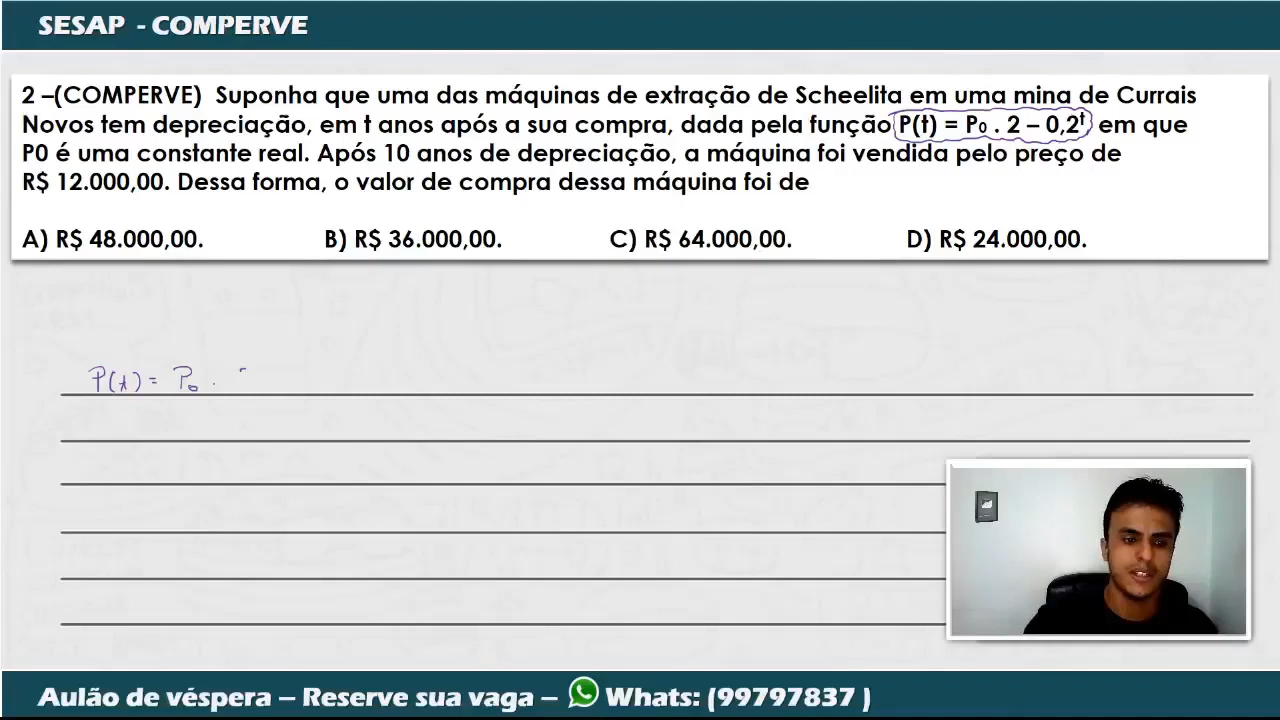 SESAP - COMPERVE
2 –(COMPERVE) Suponha que uma das máquinas de extração de Scheelita em uma mina de Currais
Novos tem depreciação, em t anos após a sua compra, dada pela função P(t) = P₀ . 2 – 0,2ᵗ em que
P0 é uma constante real. Após 10 anos de depreciação, a máquina foi vendida pelo preço de
R$ 12.000,00. Dessa forma, o valor de compra dessa máquina foi de
A) R$ 48.000,00. B) R$ 36.000,00. C) R$ 64.000,00. D) R$ 24.000,00.
P(t) = P₀ .
Aulão de véspera – Reserve sua vaga – Whats: (99797837 )